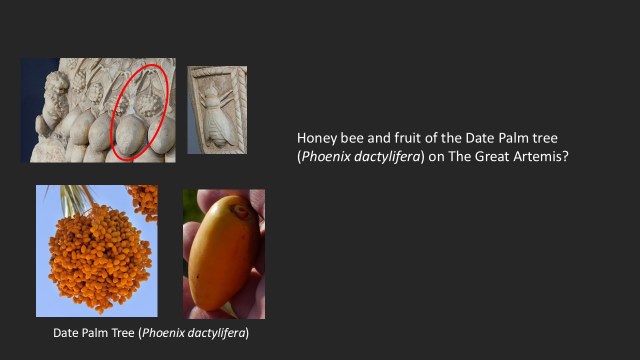 Honey bee and fruit of the Date Palm tree
(Phoenix dactylifera) on The Great Artemis?
Date Palm Tree (Phoenix dactylifera)